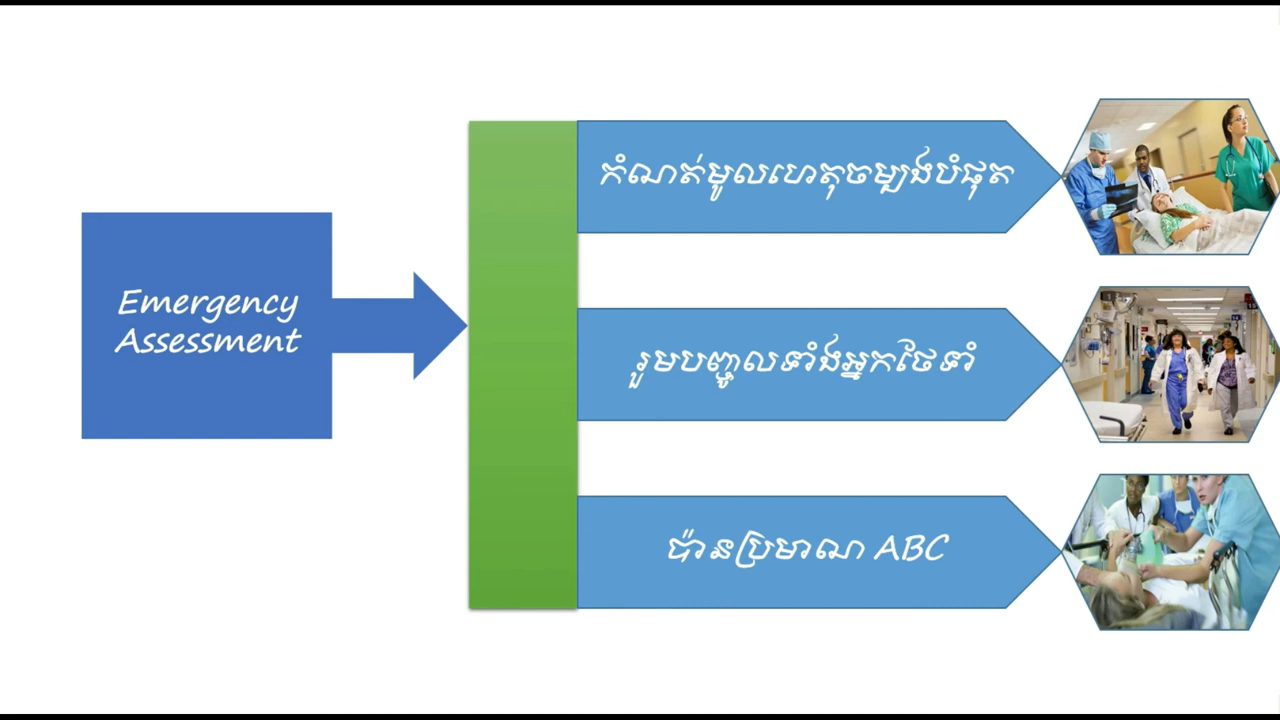 Emergency
Assessment
កំណត់មូលហេតុចម្បងបំផុត
រួមបញ្ចូលទាំងអ្នកថែទាំ
ប៉ានប្រមាណ ABC